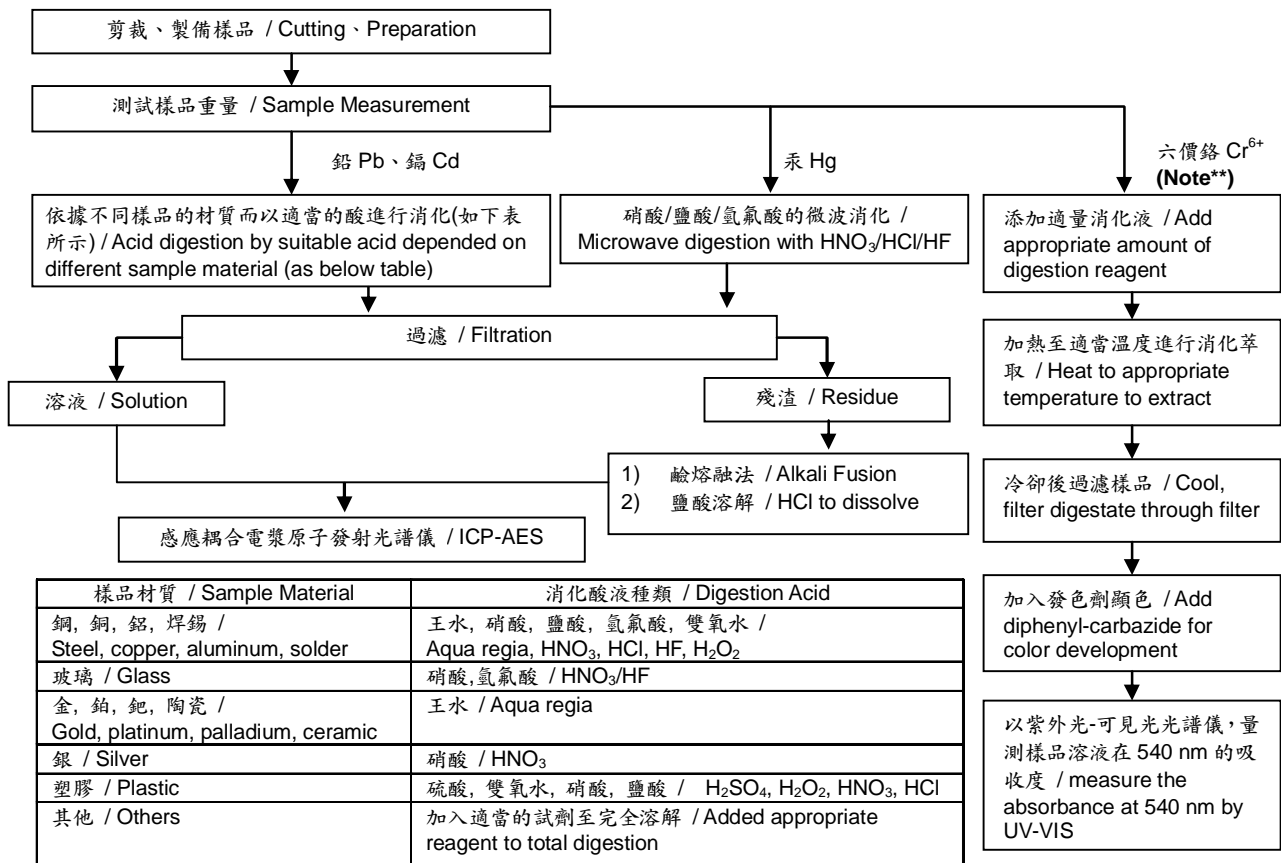 剪裁、製備樣品 / Cutting、Preparation
測試樣品重量 / Sample Measurement
鉛 Pb、鎘 Cd
汞 Hg
六價鉻 Cr⁶⁺
(Note**)
依據不同樣品的材質而以適當的酸進行消化(如下表
所示) / Acid digestion by suitable acid depended on
different sample material (as below table)
硝酸/鹽酸/氫氟酸的微波消化 /
Microwave digestion with HNO₃/HCl/HF
添加適量消化液 / Add
appropriate amount of
digestion reagent
過濾 / Filtration
加熱至適當溫度進行消化萃
取 / Heat to appropriate
temperature to extract
溶液 / Solution
殘渣 / Residue
1) 鹼熔融法 / Alkali Fusion
2) 鹽酸溶解 / HCl to dissolve
冷卻後過濾樣品 / Cool,
filter digestate through filter
感應耦合電漿原子發射光譜儀 / ICP-AES
加入發色劑顯色 / Add
diphenyl-carbazide for
color development
以紫外光-可見光光譜儀，量
測樣品溶液在 540 nm 的吸
收度 / measure the
absorbance at 540 nm by
UV-VIS
樣品材質 / Sample Material
消化酸液種類 / Digestion Acid
鋼, 銅, 鋁, 焊錫 /
Steel, copper, aluminum, solder
王水, 硝酸, 鹽酸, 氫氟酸, 雙氧水 /
Aqua regia, HNO₃, HCl, HF, H₂O₂
玻璃 / Glass
硝酸,氫氟酸 / HNO₃/HF
金, 鉑, 鈀, 陶瓷 /
Gold, platinum, palladium, ceramic
王水 / Aqua regia
銀 / Silver
硝酸 / HNO₃
塑膠 / Plastic
硫酸, 雙氧水, 硝酸, 鹽酸 / H₂SO₄, H₂O₂, HNO₃, HCl
其他 / Others
加入適當的試劑至完全溶解 / Added appropriate
reagent to total digestion